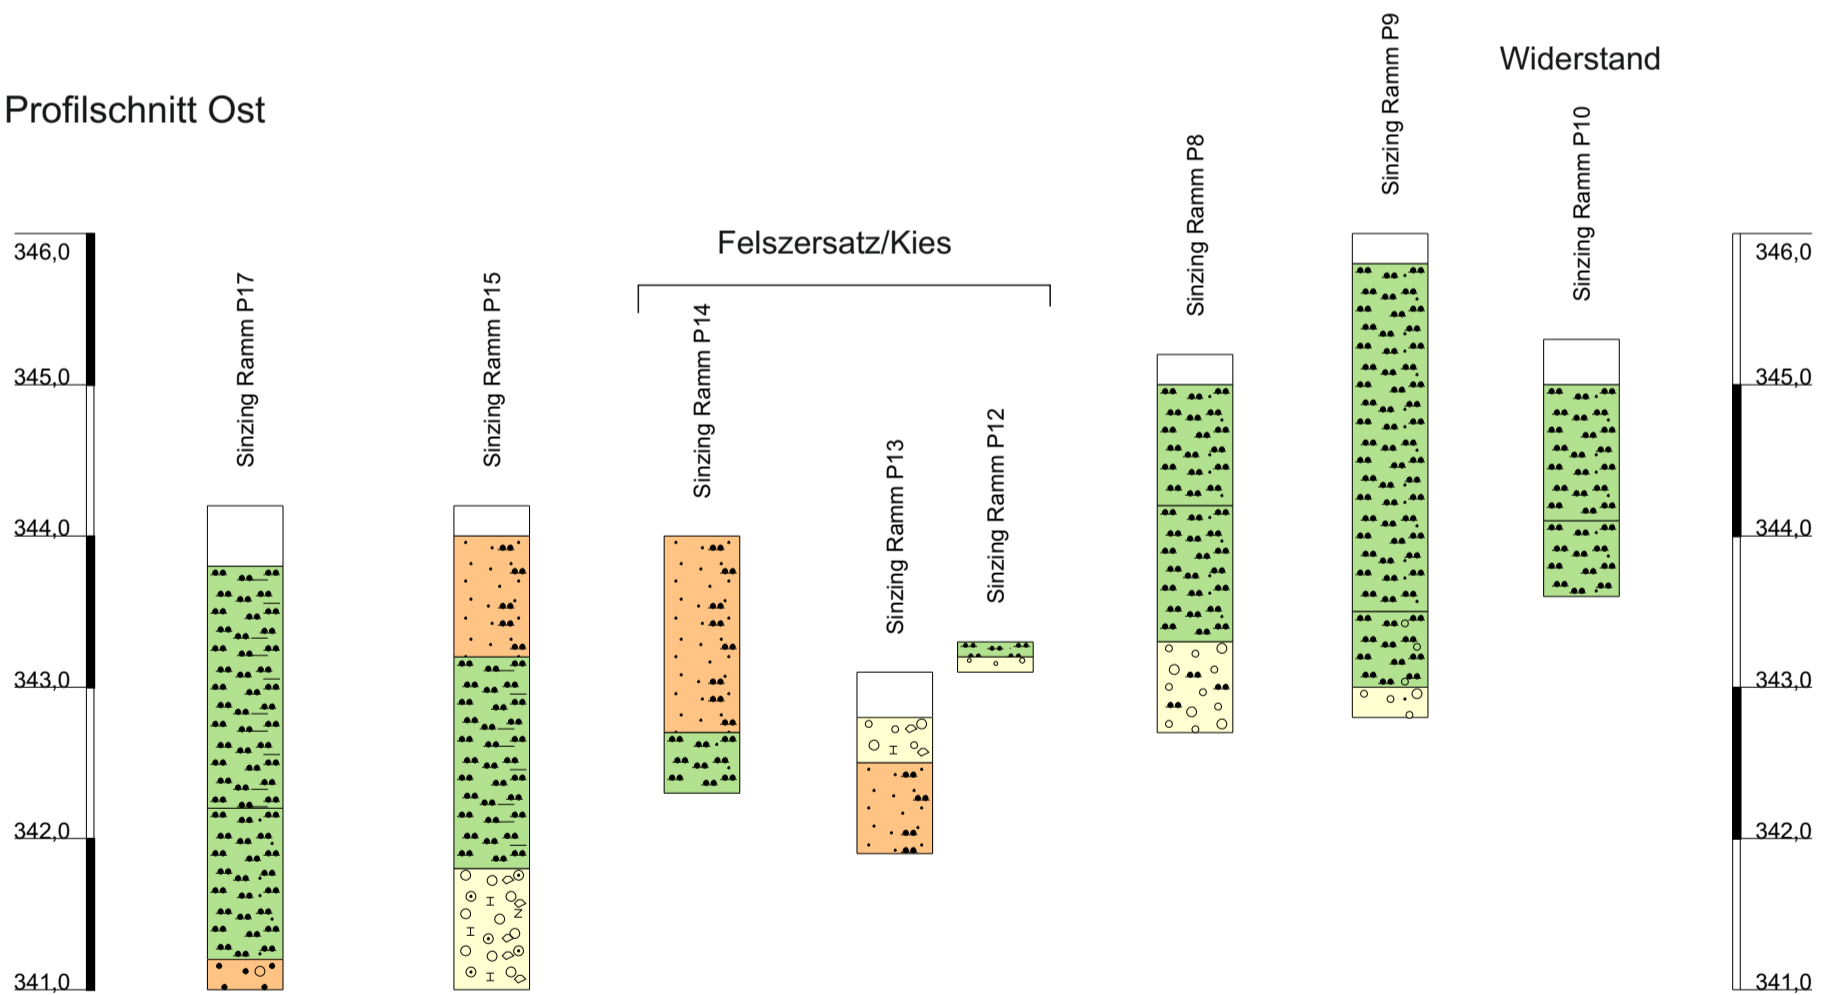 Profilschnitt Ost
Widerstand
Felszersatz/Kies
Sinzing Ramm P17
Sinzing Ramm P15
Sinzing Ramm P14
Sinzing Ramm P13
Sinzing Ramm P12
Sinzing Ramm P8
Sinzing Ramm P9
Sinzing Ramm P10
346,0
345,0
344,0
343,0
342,0
341,0
346,0
345,0
344,0
343,0
342,0
341,0